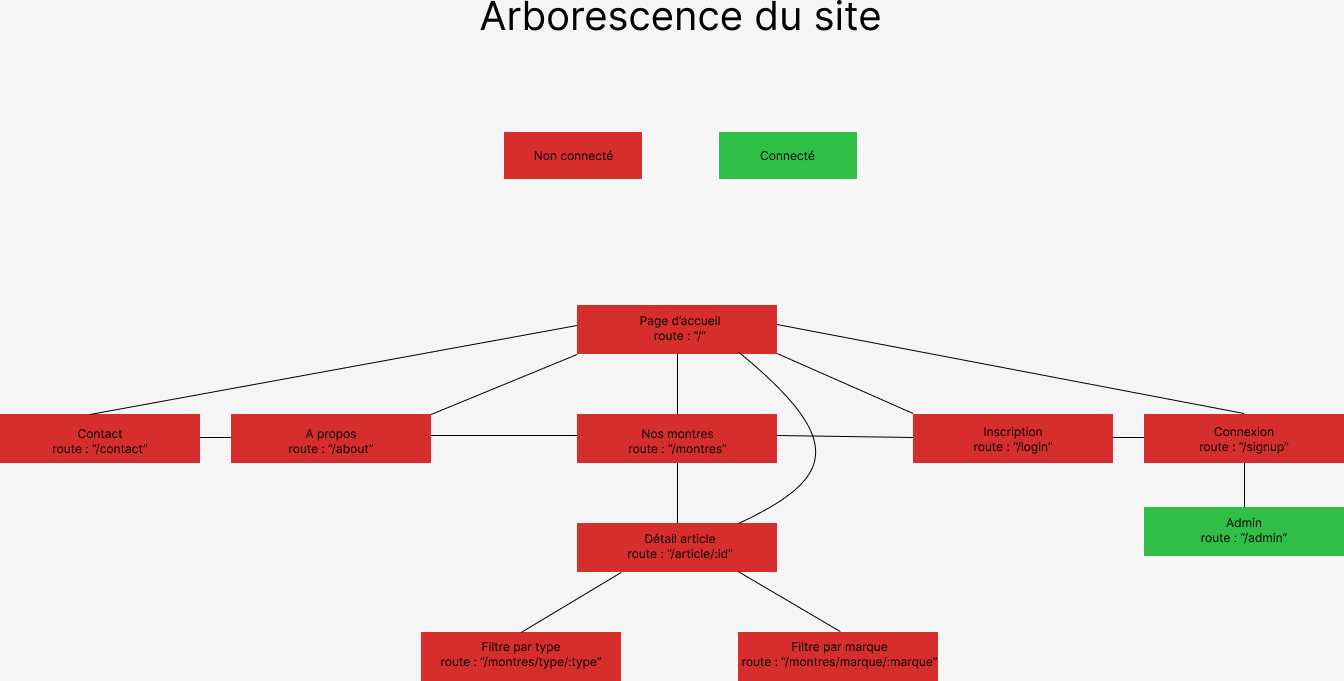 Arborescence du site
Non connecté
Connecté
Page d’accueil
route : “/”
Contact
route : “/contact”
A propos
route : “/about”
Nos montres
route : “/montres”
Inscription
route : “/login”
Connexion
route : “/signup”
Détail article
route : “/article/:id”
Admin
route : “/admin”
Filtre par type
route : “/montres/type/:type”
Filtre par marque
route : “/montres/marque/:marque”